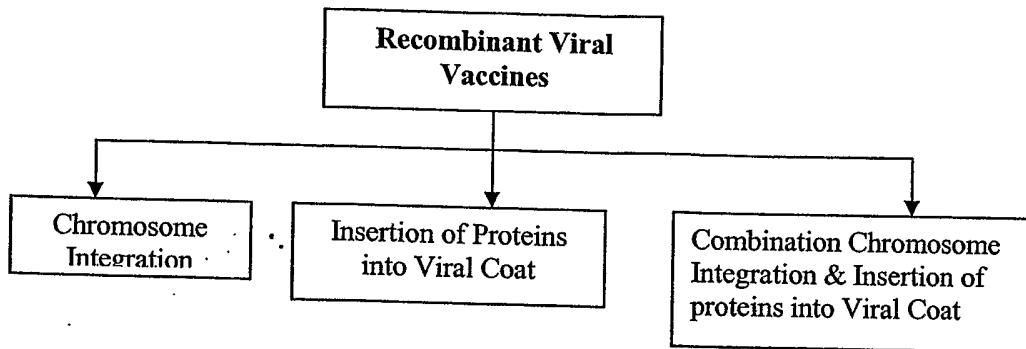 Recombinant Viral
Vaccines
Chromosome
Integration
Insertion of Proteins
into Viral Coat
Combination Chromosome
Integration & Insertion of
proteins into Viral Coat